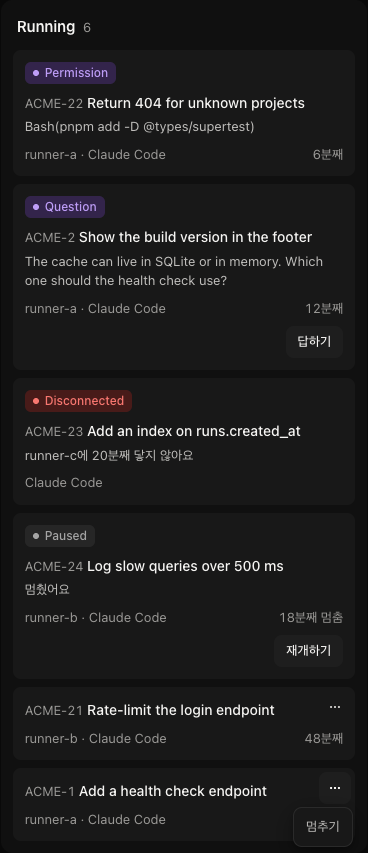 Running 6
Permission
ACME-22 Return 404 for unknown projects
Bash(pnpm add -D @types/supertest)
runner-a · Claude Code 6분째
Question
ACME-2 Show the build version in the footer
The cache can live in SQLite or in memory. Which
one should the health check use?
runner-a · Claude Code 12분째
답하기
Disconnected
ACME-23 Add an index on runs.created_at
runner-c에 20분째 닿지 않아요
Claude Code
Paused
ACME-24 Log slow queries over 500 ms
멈췄어요
runner-b · Claude Code 18분째 멈춤
재개하기
ACME-21 Rate-limit the login endpoint ...
runner-b · Claude Code 48분째
ACME-1 Add a health check endpoint ...
runner-a · Claude Code
멈추기